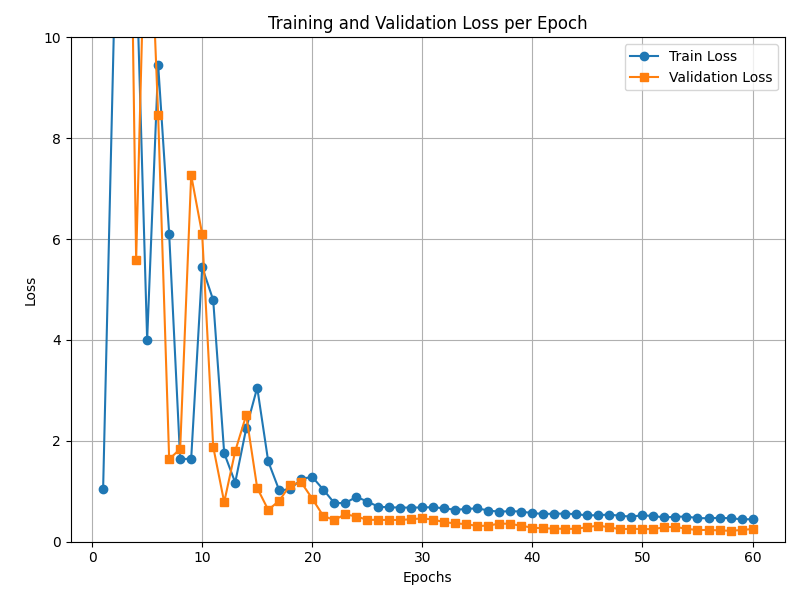 Training and Validation Loss per Epoch
Train Loss
Validation Loss
10
8
6
4
2
0
Loss
0 10 20 30 40 50 60
Epochs